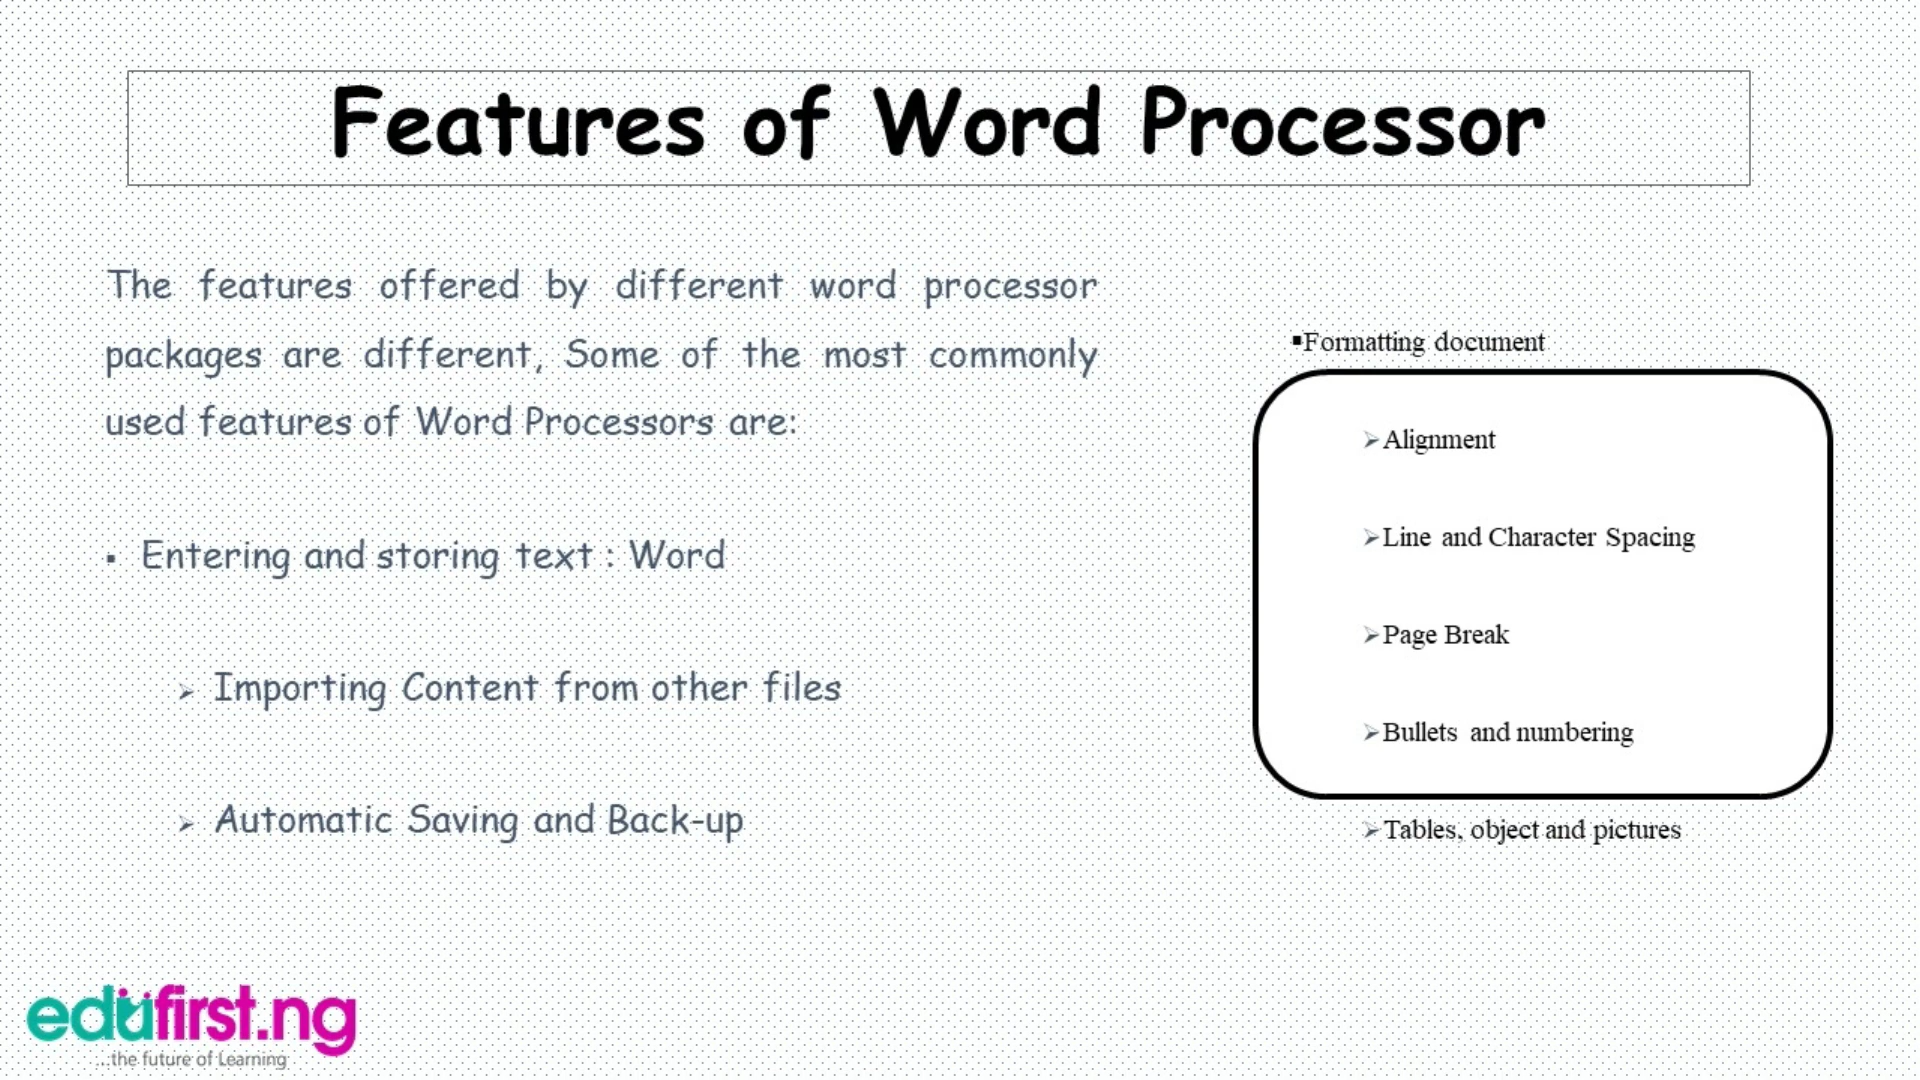 Features of Word Processor
The features offered by different word processor
packages are different, Some of the most commonly
used features of Word Processors are:
▪ Entering and storing text : Word
➢ Importing Content from other files
➢ Automatic Saving and Back-up
▪Formatting document
➢Alignment
➢Line and Character Spacing
➢Page Break
➢Bullets and numbering
➢Tables, object and pictures
edufirst.ng
...the future of Learning